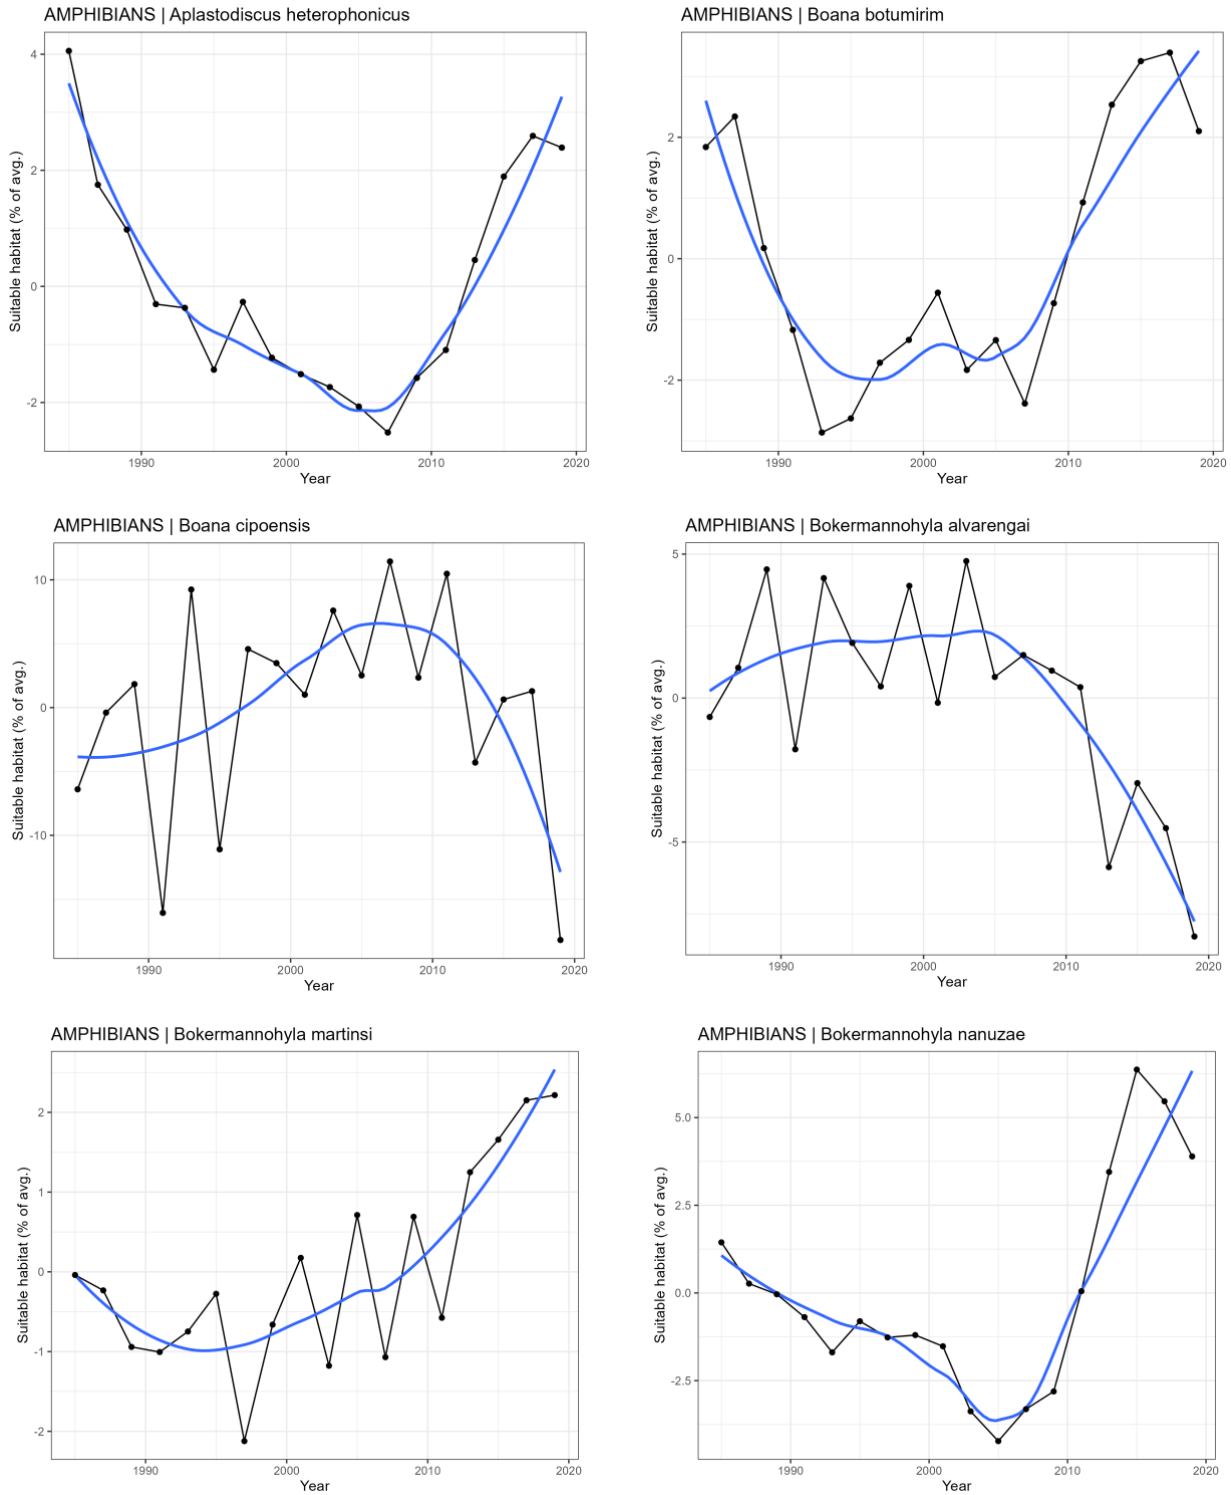 AMPHIBIANS | Aplastodiscus heterophonicus
4
2
0
-2
Suitable habitat (% of avg.)
1990
2000
2010
2020
Year
AMPHIBIANS | Boana botumirim
2
0
-2
Suitable habitat (% of avg.)
1990
2000
2010
2020
Year
AMPHIBIANS | Boana cipoensis
10
0
-10
Suitable habitat (% of avg.)
1990
2000
2010
2020
Year
AMPHIBIANS | Bokermannohyla alvarengai
5
0
-5
Suitable habitat (% of avg.)
1990
2000
2010
2020
Year
AMPHIBIANS | Bokermannohyla martinsi
2
1
0
-1
-2
Suitable habitat (% of avg.)
1990
2000
2010
2020
Year
AMPHIBIANS | Bokermannohyla nanuzae
5.0
2.5
0.0
-2.5
Suitable habitat (% of avg.)
1990
2000
2010
2020
Year